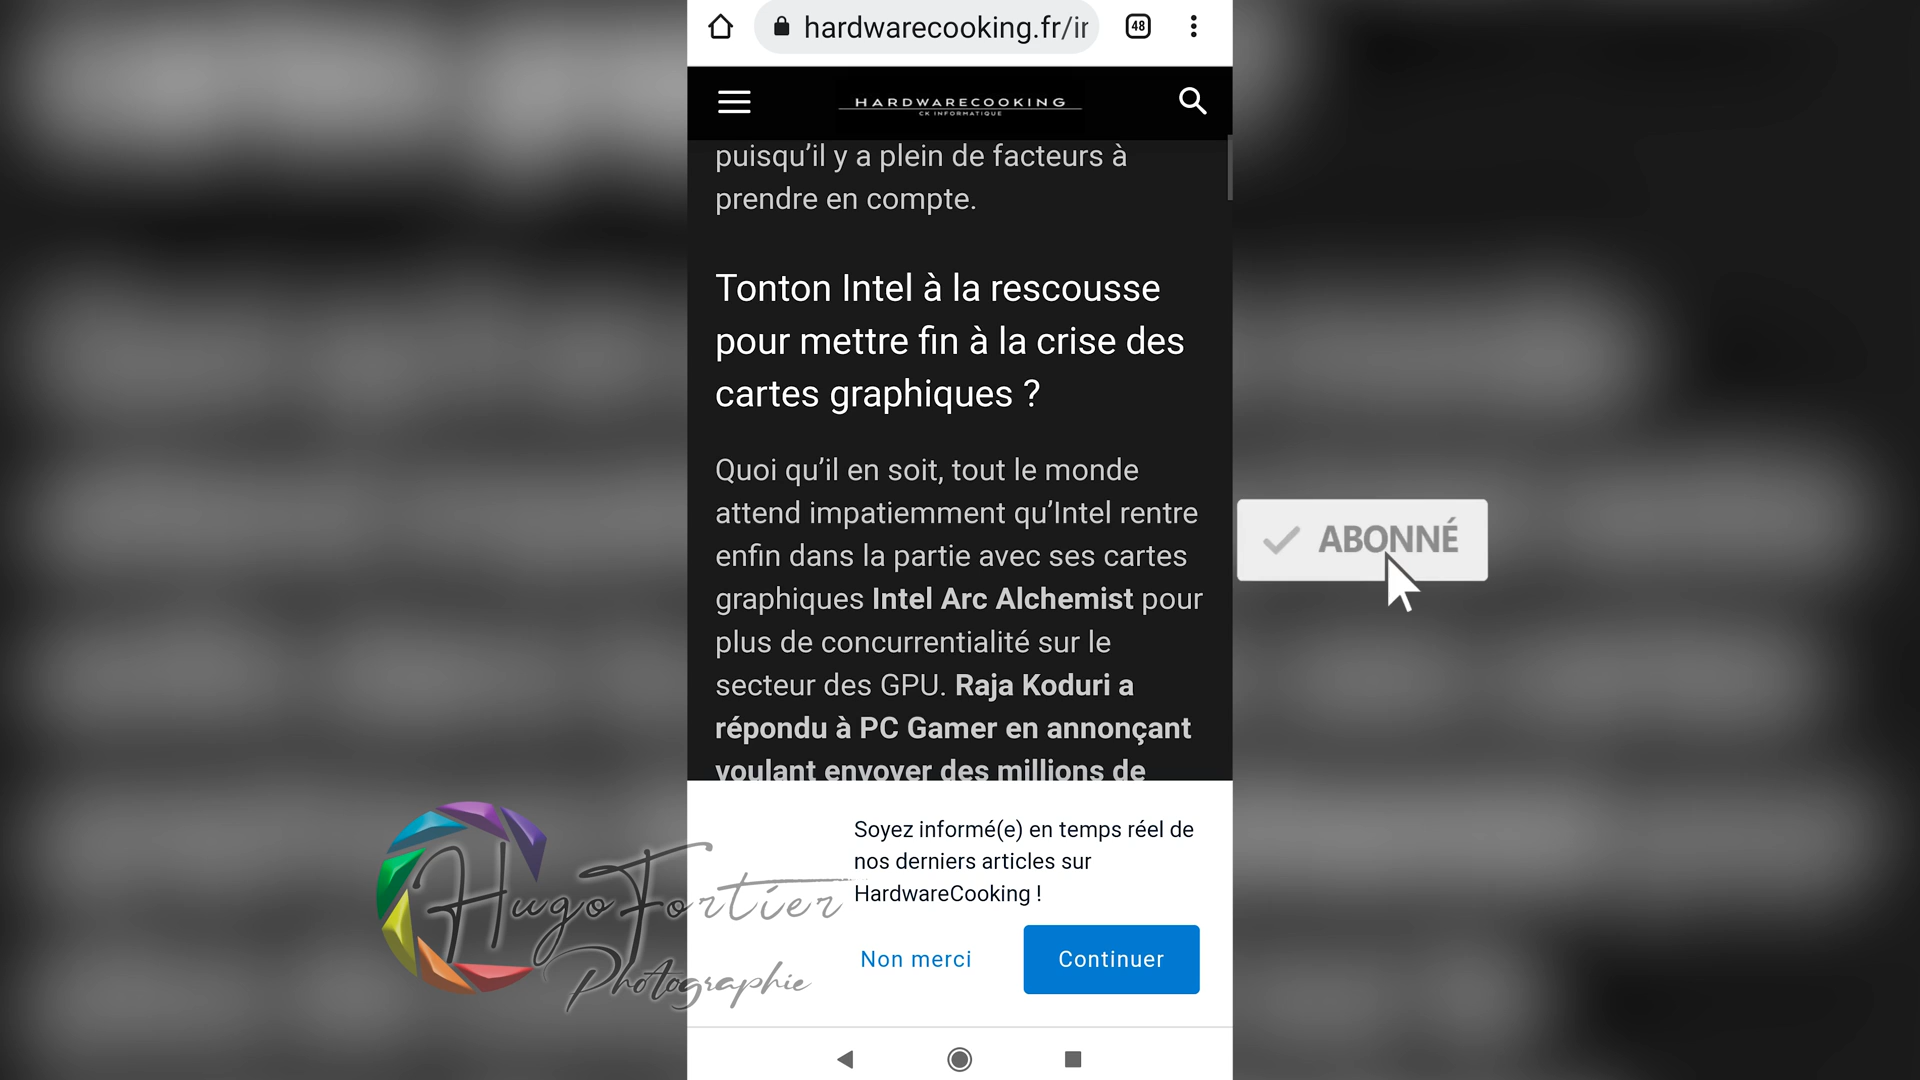 hardwarecooking.fr/ir
48
HARDWARECOOKING
CK INFORMATIQUE
puisqu’il y a plein de facteurs à
prendre en compte.
Tonton Intel à la rescousse
pour mettre fin à la crise des
cartes graphiques ?
Quoi qu’il en soit, tout le monde
attend impatiemment qu’Intel rentre
enfin dans la partie avec ses cartes
graphiques Intel Arc Alchemist pour
plus de concurrentialité sur le
secteur des GPU. Raja Koduri a
répondu à PC Gamer en annonçant
voulant envoyer des millions de
ABONNÉ
Soyez informé(e) en temps réel de
nos derniers articles sur
HardwareCooking !
Non merci
Continuer
Hugo Fortier
Photographie